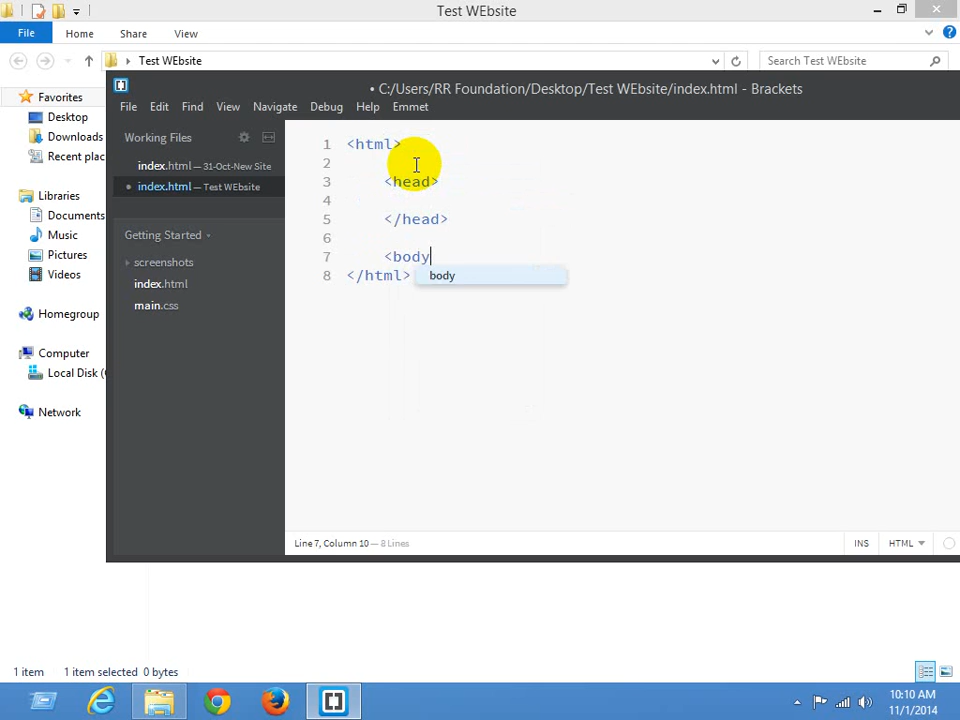 Test WEbsite
File Home Share View
Test WEbsite
Search Test WEbsite
Favorites
Desktop
Downloads
Recent plac
Libraries
Documents
Music
Pictures
Videos
Homegroup
Computer
Local Disk (
Network
• C:/Users/RR Foundation/Desktop/Test WEbsite/index.html - Brackets
File Edit Find View Navigate Debug Help Emmet
Working Files
index.html — 31-Oct-New Site
index.html — Test WEbsite
Getting Started
screenshots
index.html
main.css
1 <html>
2
3 <head>
4
5 </head>
6
7 <body
8 </html>
body
Line 7, Column 10 — 8 Lines
INS HTML
1 item 1 item selected 0 bytes
10:10 AM
11/1/2014